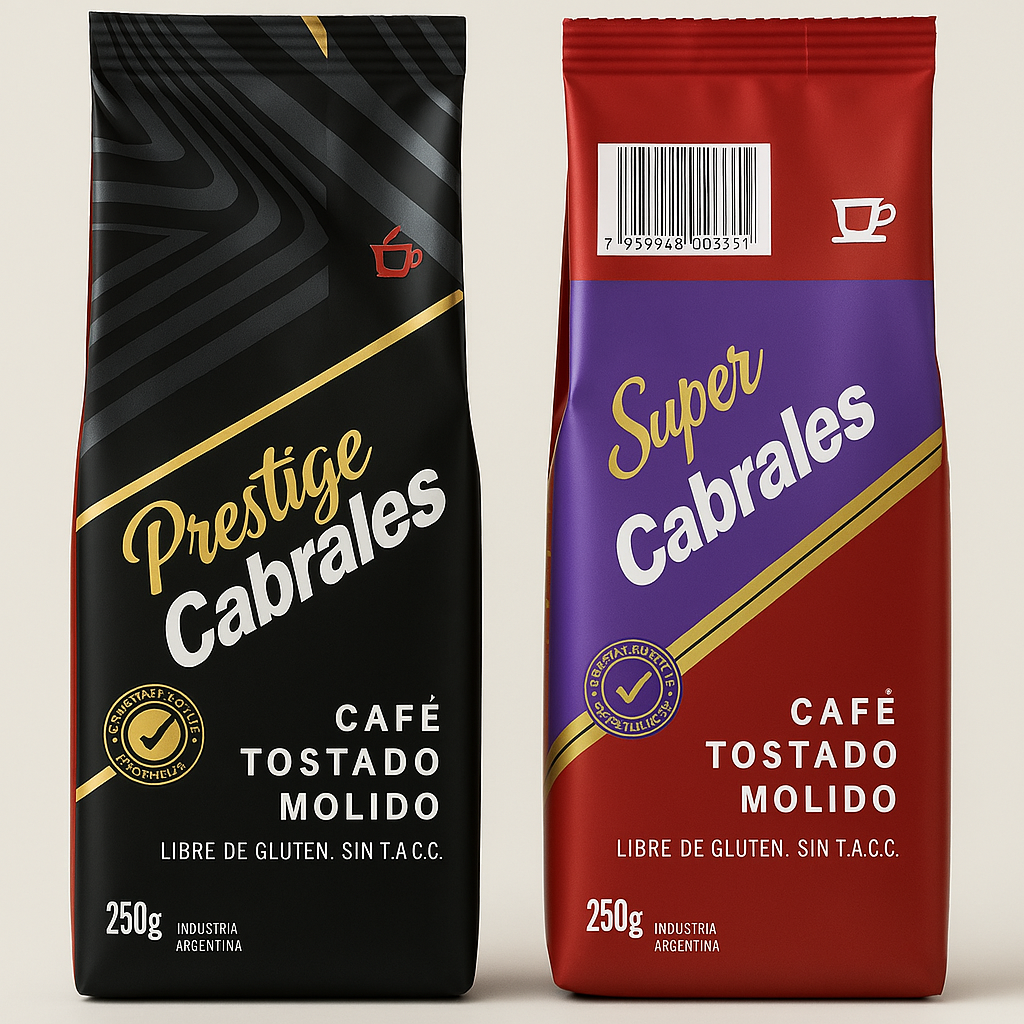 Prestige
Cabrales
CAFÉ
TOSTADO
MOLIDO
LIBRE DE GLUTEN. SIN T.A C.C.
250g
INDUSTRIA
ARGENTINA
7 959948 003351
Super
Cabrales
CAFÉ
TOSTADO
MOLIDO
LIBRE DE GLUTEN. SIN T.A.C.C.
250g
INDUSTRIA
ARGENTINA